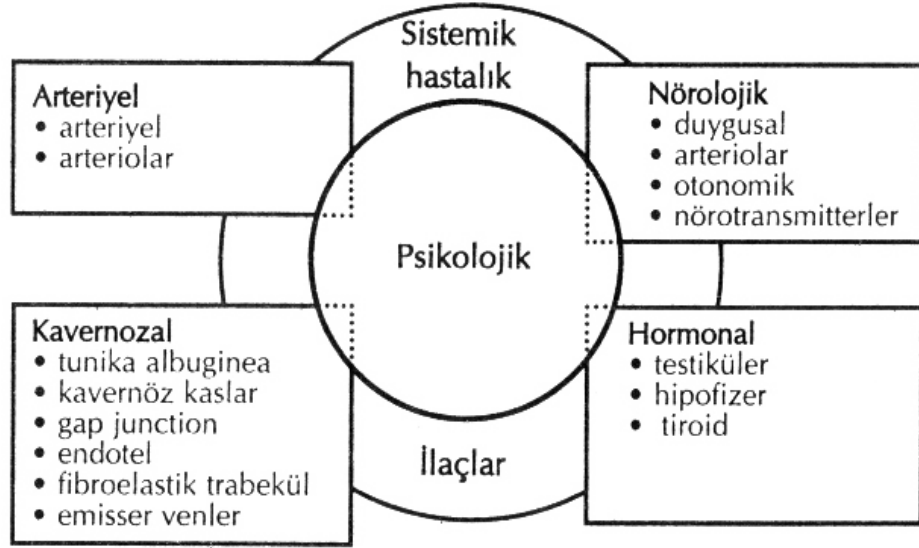 Sistemik
hastalık
Arteriyel
• arteriyel
• arteriolar
Nörolojik
• duygusal
• arteriolar
• otonomik
• nörotransmitterler
Psikolojik
Kavernozal
• tunika albuginea
• kavernöz kaslar
• gap junction
• endotel
• fibroelastik trabekül
• emisser venler
Hormonal
• testiküler
• hipofizer
• tiroid
İlaçlar